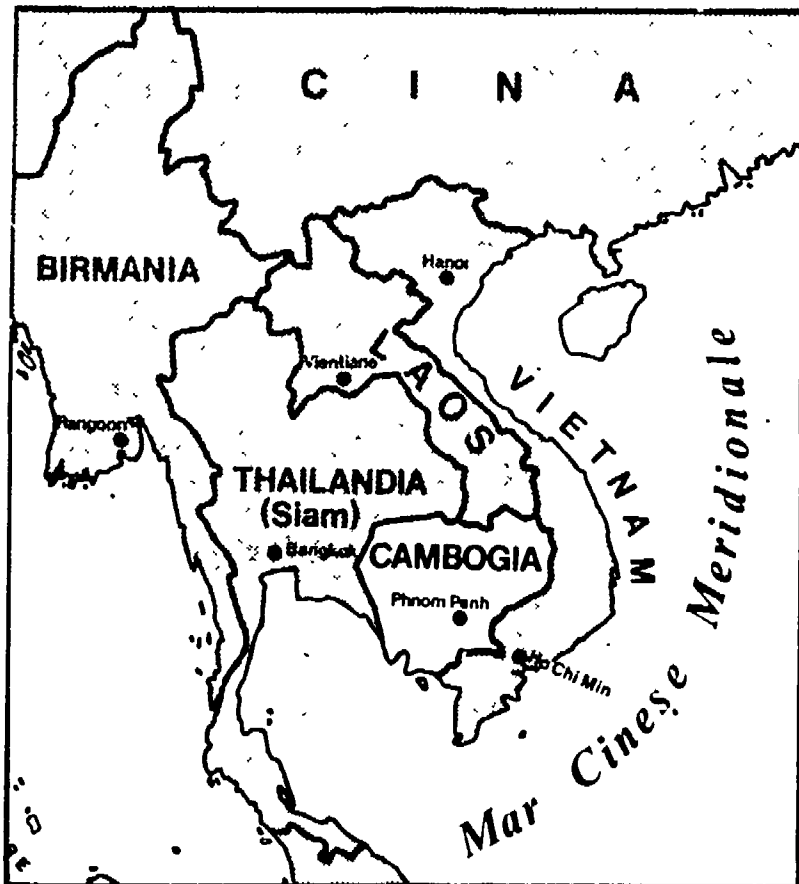 CINA
BIRMANIA
Hanoi
Vientiane
LAOS
VIETNAM
Rangoon
THAILANDIA
(Siam)
Bangkok
CAMBOGIA
Phnom Penh
Ho Chi Min
Mar Cinese Meridionale